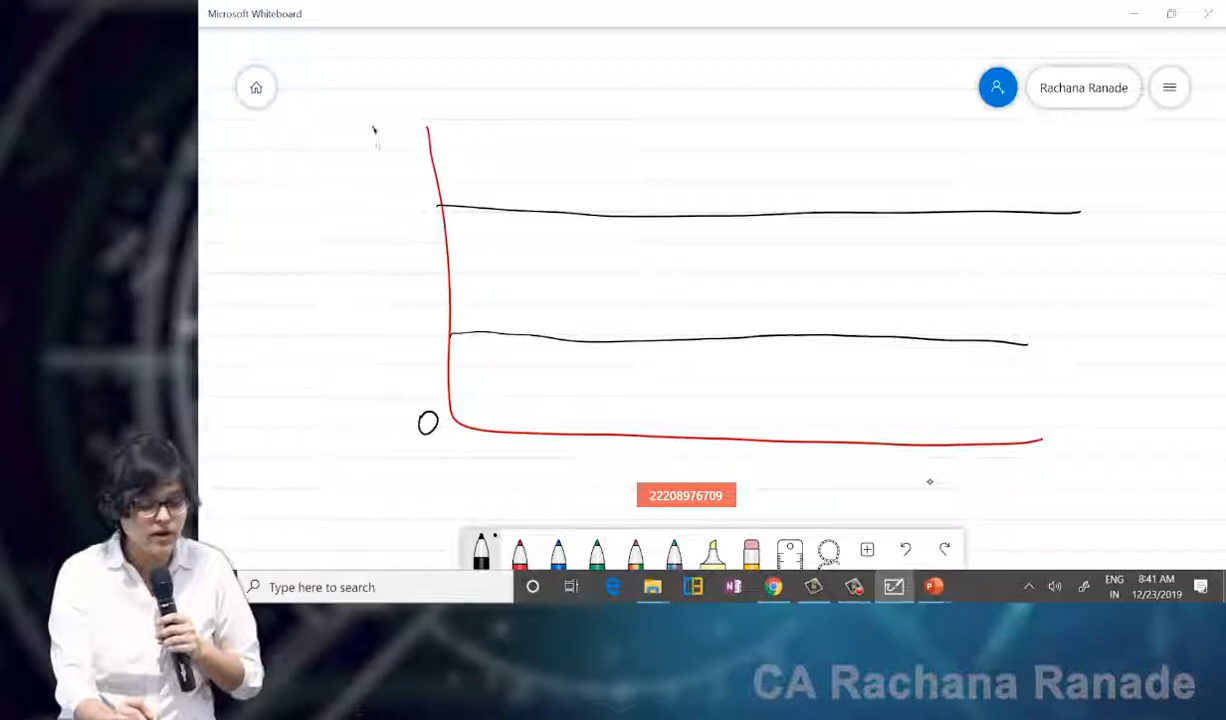 Microsoft Whiteboard
Rachana Ranade
0
22208976709
Type here to search
ENG
IN
8:41 AM
12/23/2019
CA Rachana Ranade